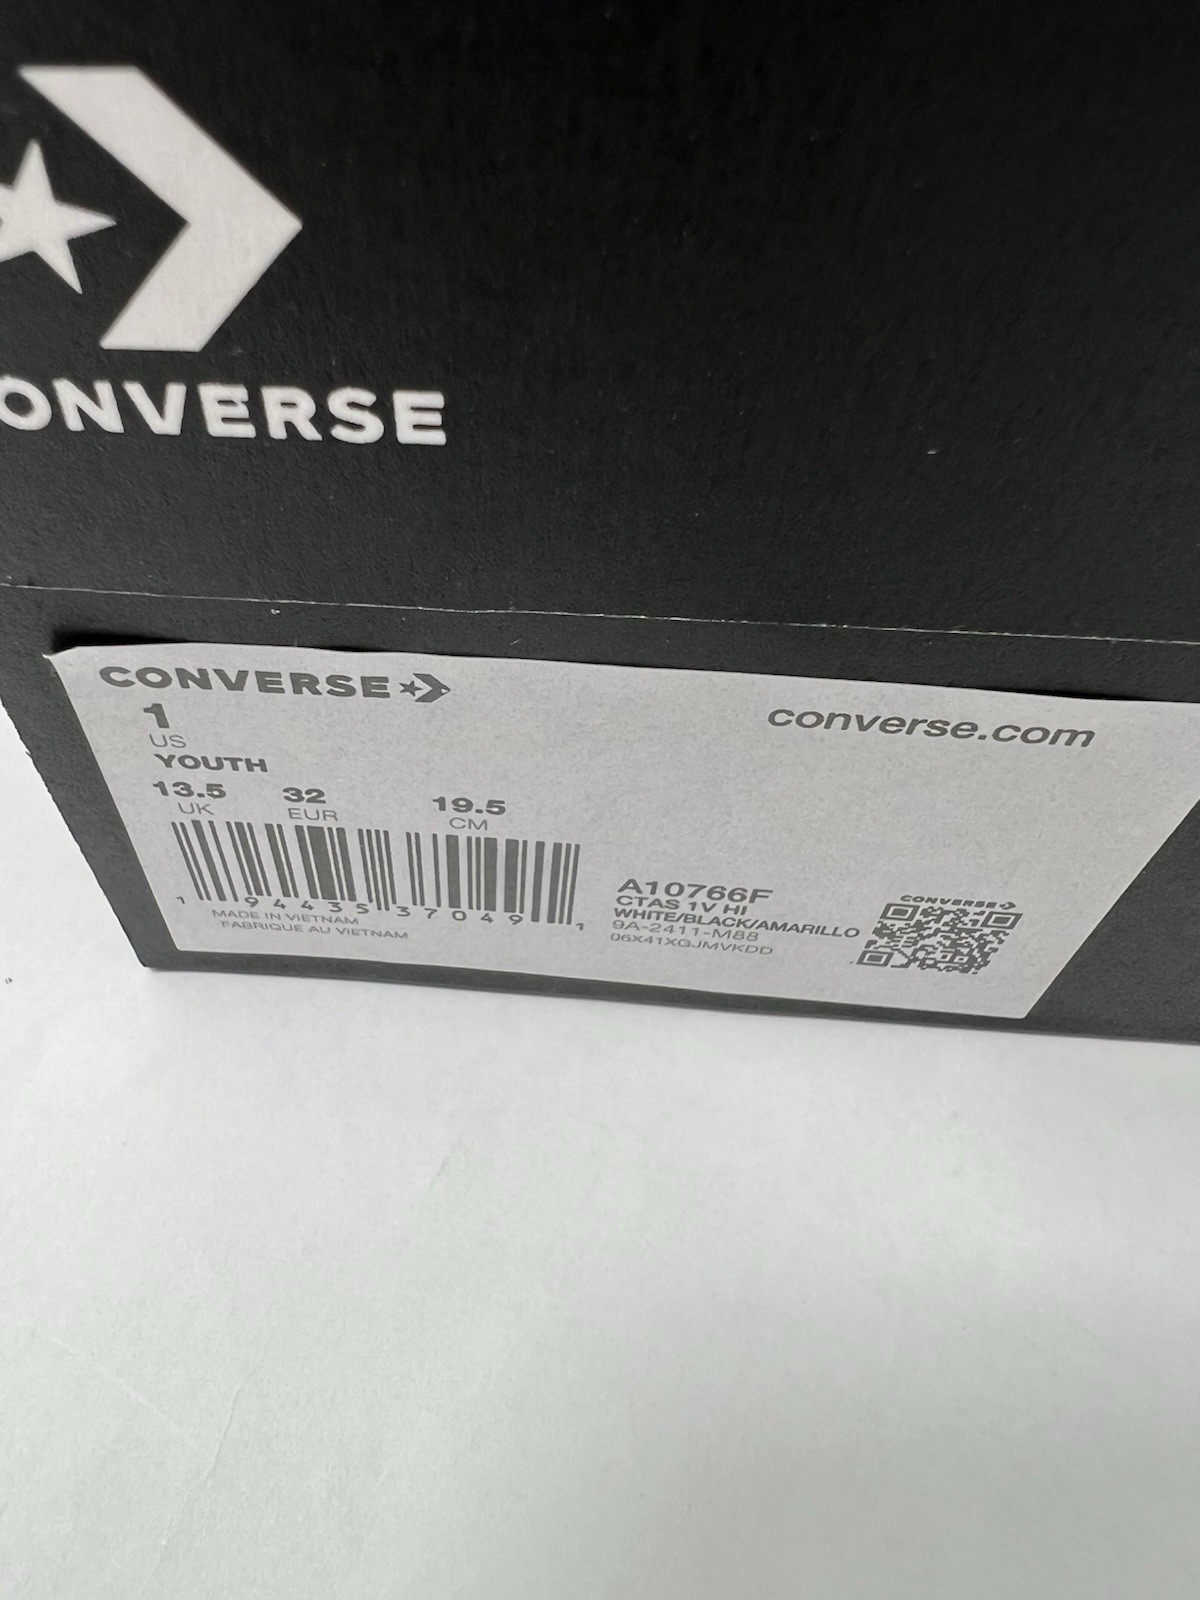 ONVERSE
CONVERSE
converse.com
1
US
YOUTH
13.5 32 19.5
UK EUR CM
1 94435 37049 1
MADE IN VIETNAM
FABRIQUE AU VIETNAM
A10766F
CTAS 1V HI
WHITE/BLACK/AMARILLO
9A-2411-M88
06X41XGJMVKDD
CONVERSE